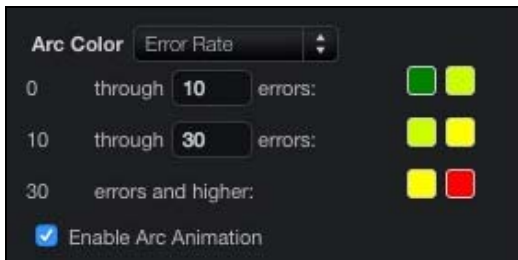 Arc Color Error Rate
0 through 10 errors:
10 through 30 errors:
30 errors and higher:
Enable Arc Animation